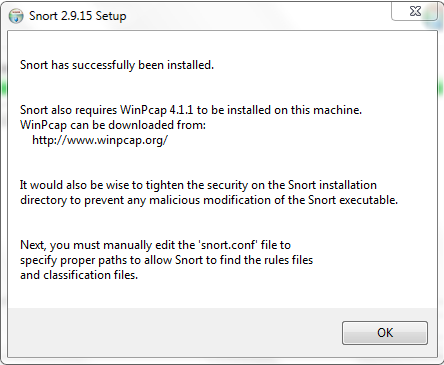 Snort 2.9.15 Setup
Snort has successfully been installed.
Snort also requires WinPcap 4.1.1 to be installed on this machine.
WinPcap can be downloaded from:
http://www.winpcap.org/
It would also be wise to tighten the security on the Snort installation
directory to prevent any malicious modification of the Snort executable.
Next, you must manually edit the 'snort.conf' file to
specify proper paths to allow Snort to find the rules files
and classification files.
OK